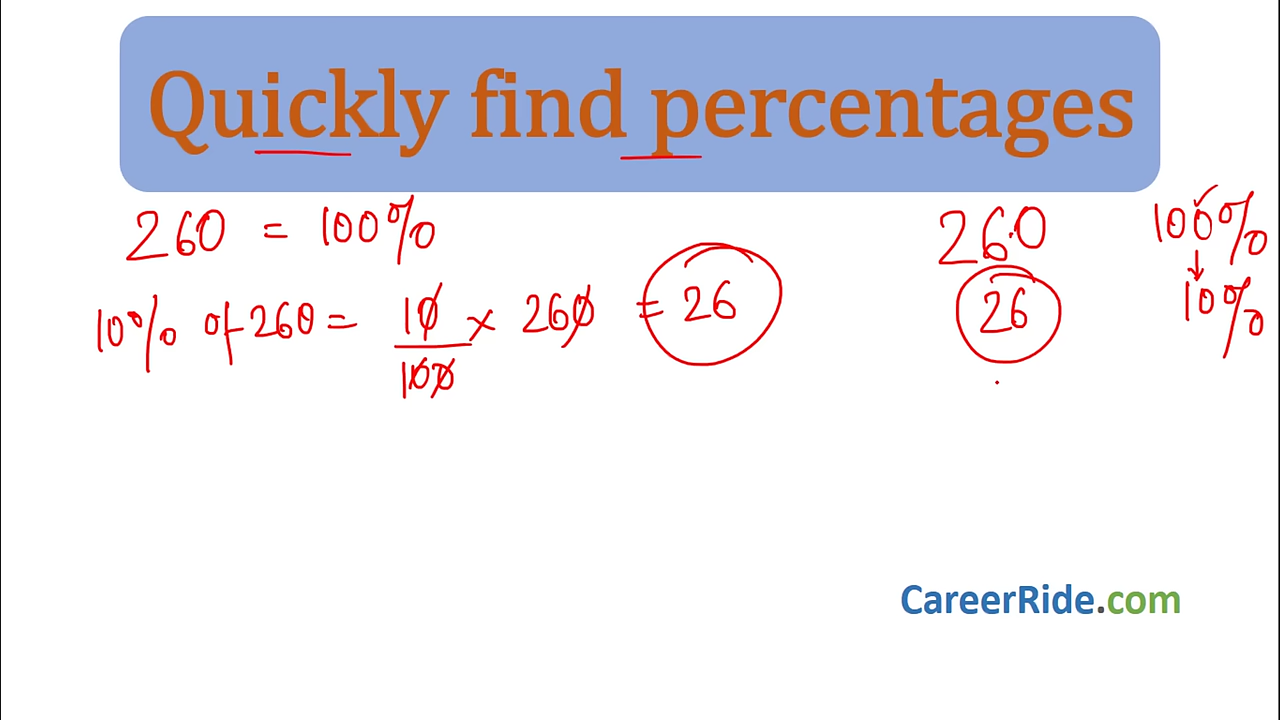 Quickly find percentages
260 = 100%
260 100%
10% of 260 = 10/100 × 260 = 26
26 10%
CareerRide.com